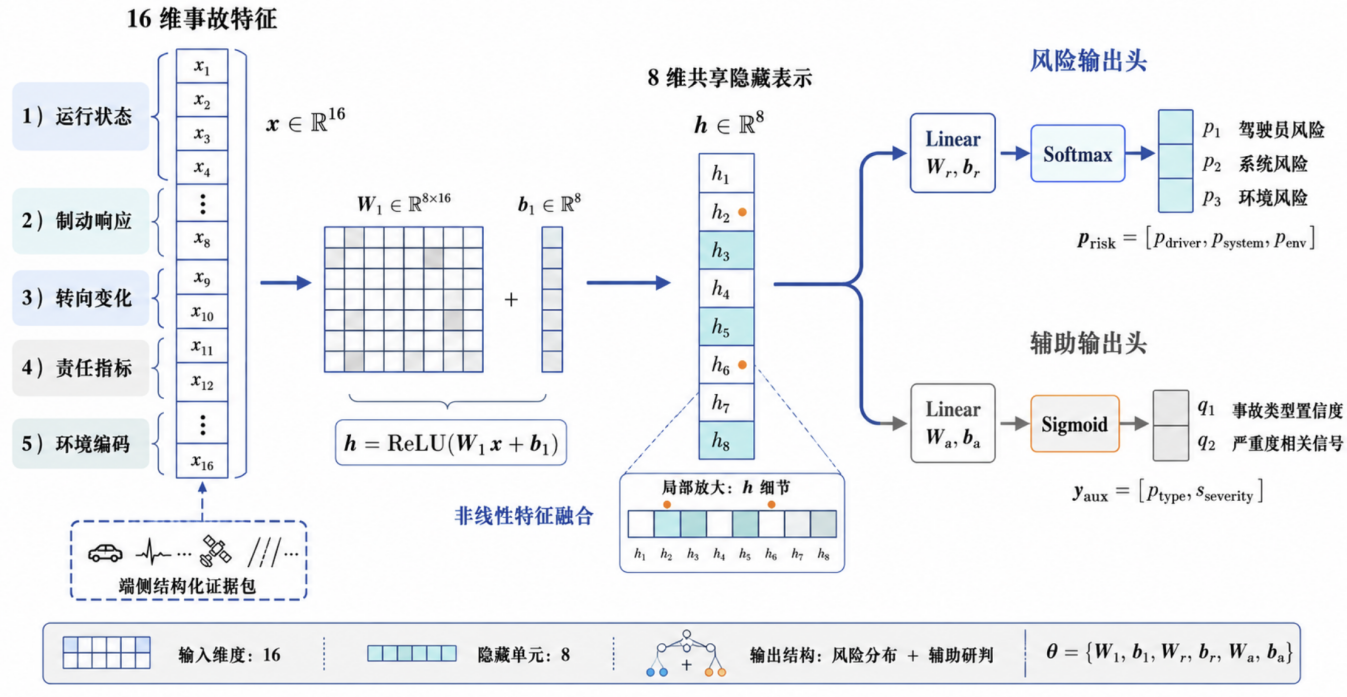 16 维事故特征
1）运行状态
2）制动响应
3）转向变化
4）责任指标
5）环境编码
x₁
x₂
x₃
x₄
⋮
x₈
x₉
x₁₀
x₁₁
x₁₂
⋮
x₁₆
x ∈ ℝ¹⁶
端侧结构化证据包
W₁ ∈ ℝ⁸ˣ¹⁶
b₁ ∈ ℝ⁸
+
h = ReLU(W₁ x + b₁)
非线性特征融合
8 维共享隐藏表示
h ∈ ℝ⁸
h₁
h₂
h₃
h₄
h₅
h₆
h₇
h₈
局部放大：h 细节
h₁ h₂ h₃ h₄ h₅ h₆ h₇ h₈
风险输出头
Linear
Wᵣ, bᵣ
Softmax
p₁ 驾驶员风险
p₂ 系统风险
p₃ 环境风险
p_risk = [p_driver, p_system, p_env]
辅助输出头
Linear
Wₐ, bₐ
Sigmoid
q₁ 事故类型置信度
q₂ 严重度相关信号
y_aux = [p_type, s_severity]
输入维度：16
隐藏单元：8
+
输出结构：风险分布 + 辅助研判
θ = {W₁, b₁, Wᵣ, bᵣ, Wₐ, bₐ}